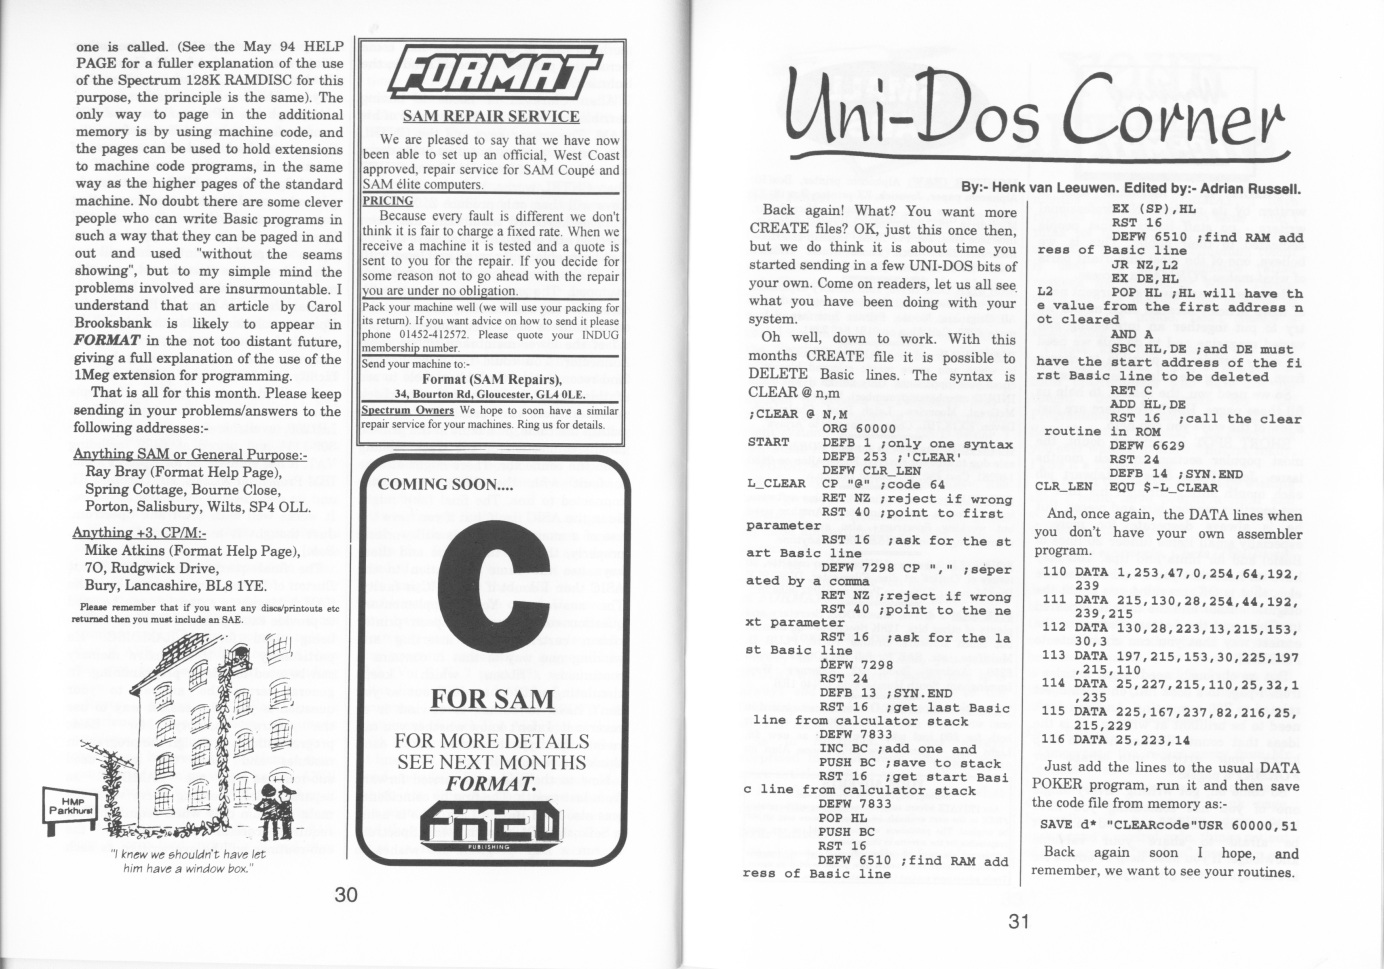 one is called. (See the May 94 HELP
PAGE for a fuller explanation of the use
of the Spectrum 128K RAMDISC for this
purpose, the principle is the same). The
only way to page in the additional
memory is by using machine code, and
the pages can be used to hold extensions
to machine code programs, in the same
way as the higher pages of the standard
machine. No doubt there are some clever
people who can write Basic programs in
such a way that they can be paged in and
out and used "without the seams
showing", but to my simple mind the
problems involved are insurmountable. I
understand that an article by Carol
Brooksbank is likely to appear in
FORMAT in the not too distant future,
giving a full explanation of the use of the
1Meg extension for programming.
That is all for this month. Please keep
sending in your problems/answers to the
following addresses:-
Anything SAM or General Purpose:-
Ray Bray (Format Help Page),
Spring Cottage, Bourne Close,
Porton, Salisbury, Wilts, SP4 OLL.
Anything +3, CP/M:-
Mike Atkins (Format Help Page),
70, Rudgwick Drive,
Bury, Lancashire, BL8 1YE.
Please remember that if you want any discs/printouts etc
returned then you must include an SAE.
HMP
Parkhurst
"I knew we shouldn't have let
him have a window box."
FORMAT
SAM REPAIR SERVICE
We are pleased to say that we have now
been able to set up an official, West Coast
approved, repair service for SAM Coupé and
SAM élite computers.
PRICING
Because every fault is different we don't
think it is fair to charge a fixed rate. When we
receive a machine it is tested and a quote is
sent to you for the repair. If you decide for
some reason not to go ahead with the repair
you are under no obligation.
Pack your machine well (we will use your packing for
its return). If you want advice on how to send it please
phone 01452-412572. Please quote your INDUG
membership number.
Send your machine to:-
Format (SAM Repairs),
34, Bourton Rd, Gloucester, GL4 0LE.
Spectrum Owners We hope to soon have a similar
repair service for your machines. Ring us for details.
COMING SOON....
C
FOR SAM
FOR MORE DETAILS
SEE NEXT MONTHS
FORMAT.
FRED
PUBLISHING
30
Uni-Dos Corner
By:- Henk van Leeuwen. Edited by:- Adrian Russell.
Back again! What? You want more
CREATE files? OK, just this once then,
but we do think it is about time you
started sending in a few UNI-DOS bits of
your own. Come on readers, let us all see
what you have been doing with your
system.
Oh well, down to work. With this
months CREATE file it is possible to
DELETE Basic lines. The syntax is
CLEAR @ n,m
;CLEAR @ N,M
ORG 60000
START DEFB 1 ;only one syntax
DEFB 253 ;'CLEAR'
DEFW CLR_LEN
L_CLEAR CP "@" ;code 64
RET NZ ;reject if wrong
RST 40 ;point to first
parameter
RST 16 ;ask for the st
art Basic line
DEFW 7298 CP "," ;seper
ated by a comma
RET NZ ;reject if wrong
RST 40 ;point to the ne
xt parameter
RST 16 ;ask for the la
st Basic line
DEFW 7298
RST 24
DEFB 13 ;SYN.END
RST 16 ;get last Basic
line from calculator stack
DEFW 7833
INC BC ;add one and
PUSH BC ;save to stack
RST 16 ;get start Basi
c line from calculator stack
DEFW 7833
POP HL
PUSH BC
RST 16
DEFW 6510 ;find RAM add
ress of Basic line
EX (SP),HL
RST 16
DEFW 6510 ;find RAM add
ress of Basic line
JR NZ,L2
EX DE,HL
L2 POP HL ;HL will have th
e value from the first address n
ot cleared
AND A
SBC HL,DE ;and DE must
have the start address of the fi
rst Basic line to be deleted
RET C
ADD HL,DE
RST 16 ;call the clear
routine in ROM
DEFW 6629
RST 24
DEFB 14 ;SYN.END
CLR_LEN EQU $-L_CLEAR
And, once again, the DATA lines when
you don't have your own assembler
program.
110 DATA 1,253,47,0,254,64,192,
239
111 DATA 215,130,28,254,44,192,
239,215
112 DATA 130,28,223,13,215,153,
30,3
113 DATA 197,215,153,30,225,197
,215,110
114 DATA 25,227,215,110,25,32,1
,235
115 DATA 225,167,237,82,216,25,
215,229
116 DATA 25,223,14
Just add the lines to the usual DATA
POKER program, run it and then save
the code file from memory as:-
SAVE d* "CLEARcode"USR 60000,51
Back again soon I hope, and
remember, we want to see your routines.
31